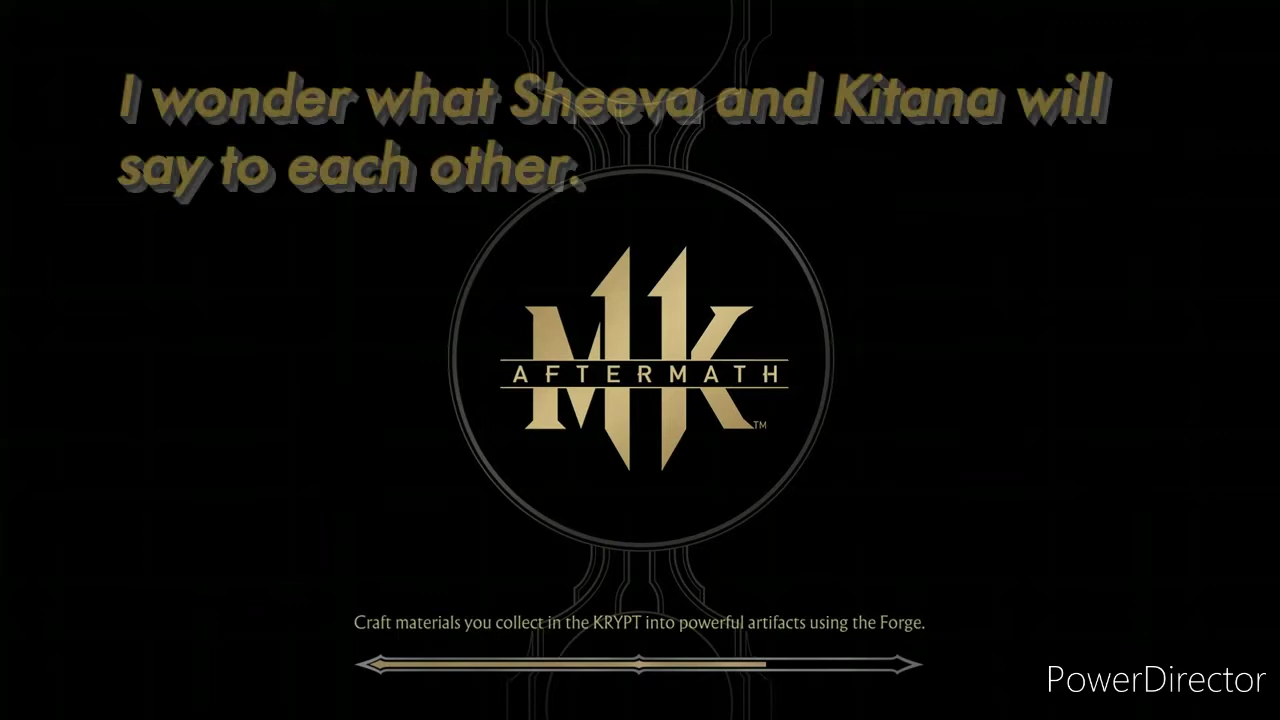 I wonder what Sheeva and Kitana will
say to each other.
MK11
AFTERMATH
TM
Craft materials you collect in the KRYPT into powerful artifacts using the Forge.
PowerDirector